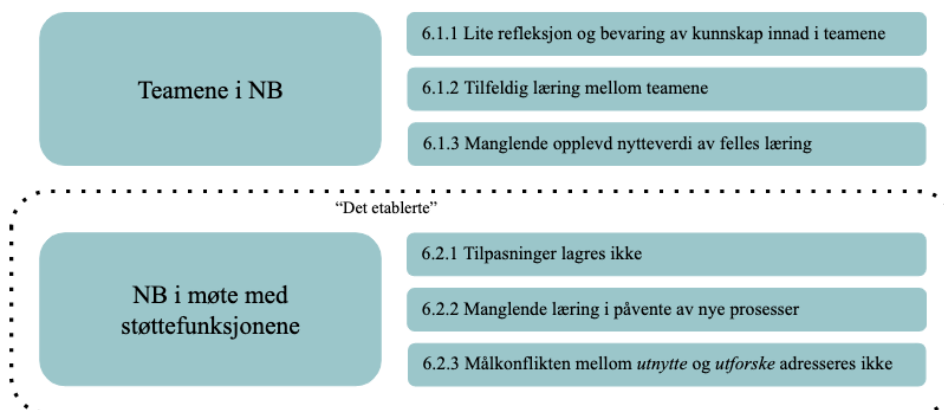 Teamene i NB
6.1.1 Lite refleksjon og bevaring av kunnskap innad i teamene
6.1.2 Tilfeldig læring mellom teamene
6.1.3 Manglende opplevd nytteverdi av felles læring
“Det etablerte”
NB i møte med
støttefunksjonene
6.2.1 Tilpasninger lagres ikke
6.2.2 Manglende læring i påvente av nye prosesser
6.2.3 Målkonflikten mellom utnytte og utforske adresseres ikke